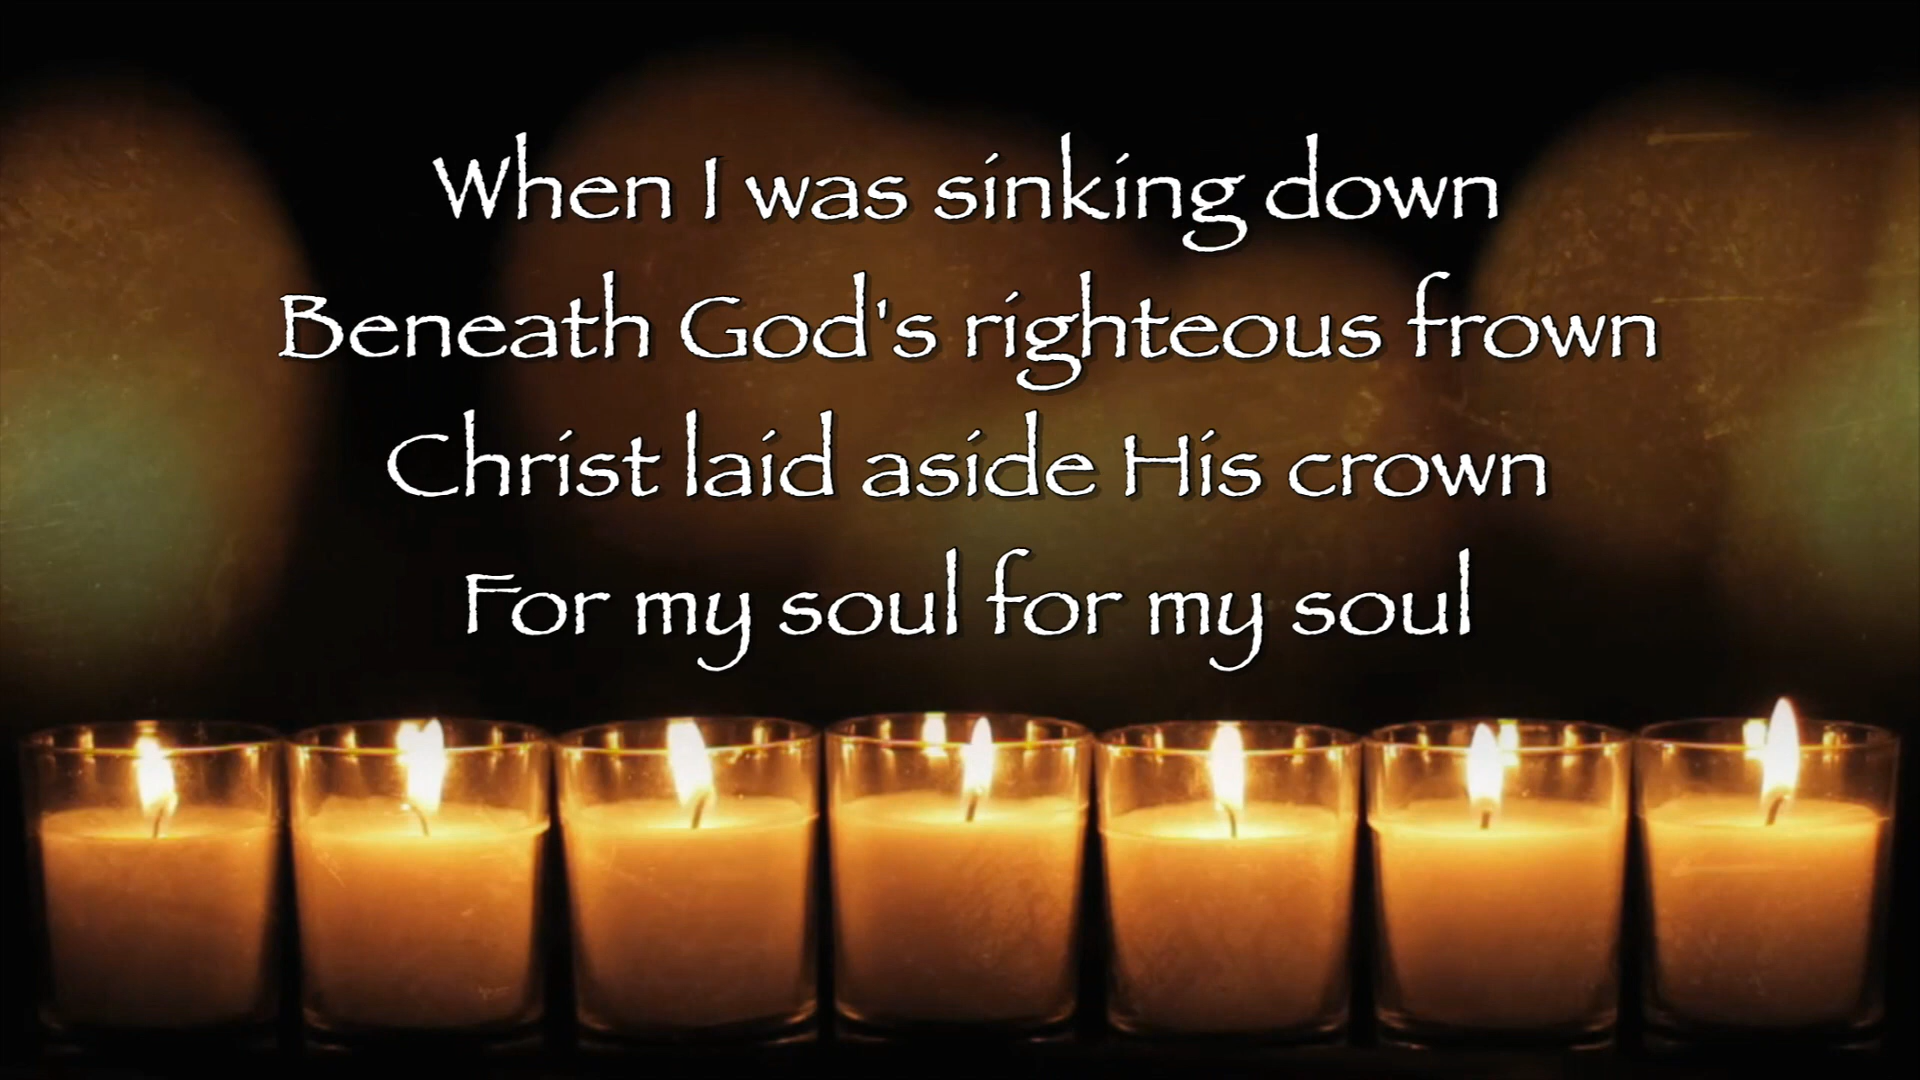 When I was sinking down
Beneath God's righteous frown
Christ laid aside His crown
For my soul for my soul